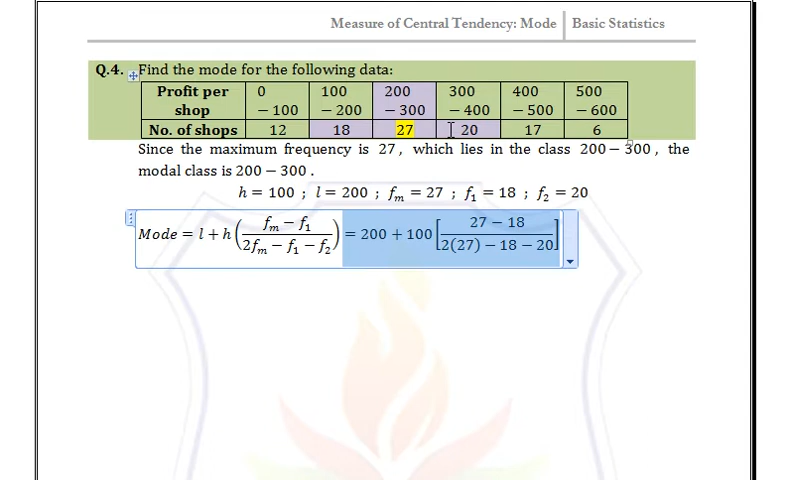 Measure of Central Tendency: Mode Basic Statistics
Q.4. Find the mode for the following data:
Profit per shop 0 – 100 100 – 200 200 – 300 300 – 400 400 – 500 500 – 600
No. of shops 12 18 27 20 17 6
Since the maximum frequency is 27, which lies in the class 200 – 300, the
modal class is 200 – 300.
h = 100 ; l = 200 ; fₘ = 27 ; f₁ = 18 ; f₂ = 20
Mode = l + h ( (fₘ − f₁) / (2fₘ − f₁ − f₂) ) = 200 + 100 [ (27 − 18) / (2(27) − 18 − 20) ]